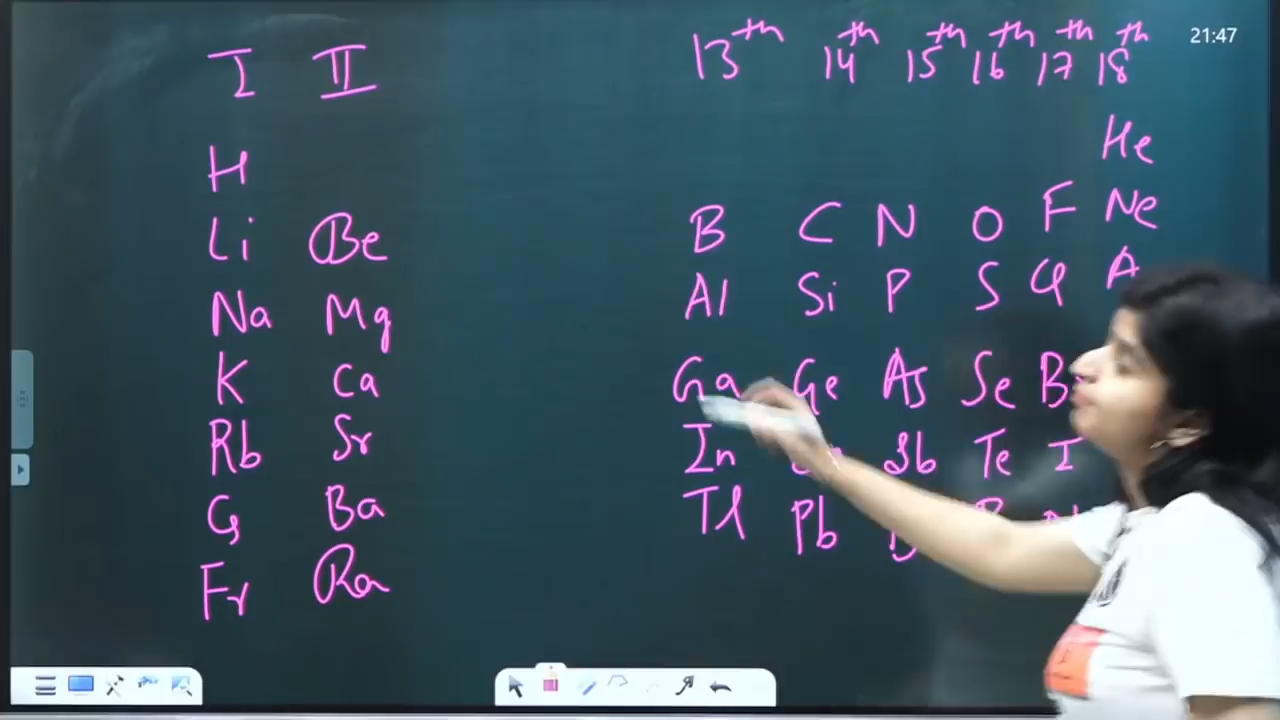 I II 13th 14th 15th 16th 17th 18th 21:47
H He
Li Be B C N O F Ne
Na Mg Al Si P S Cl
K Ca Ga Ge As Se
Rb Sr In Sb Te I
Cs Ba Tl Pb
Fr Ra